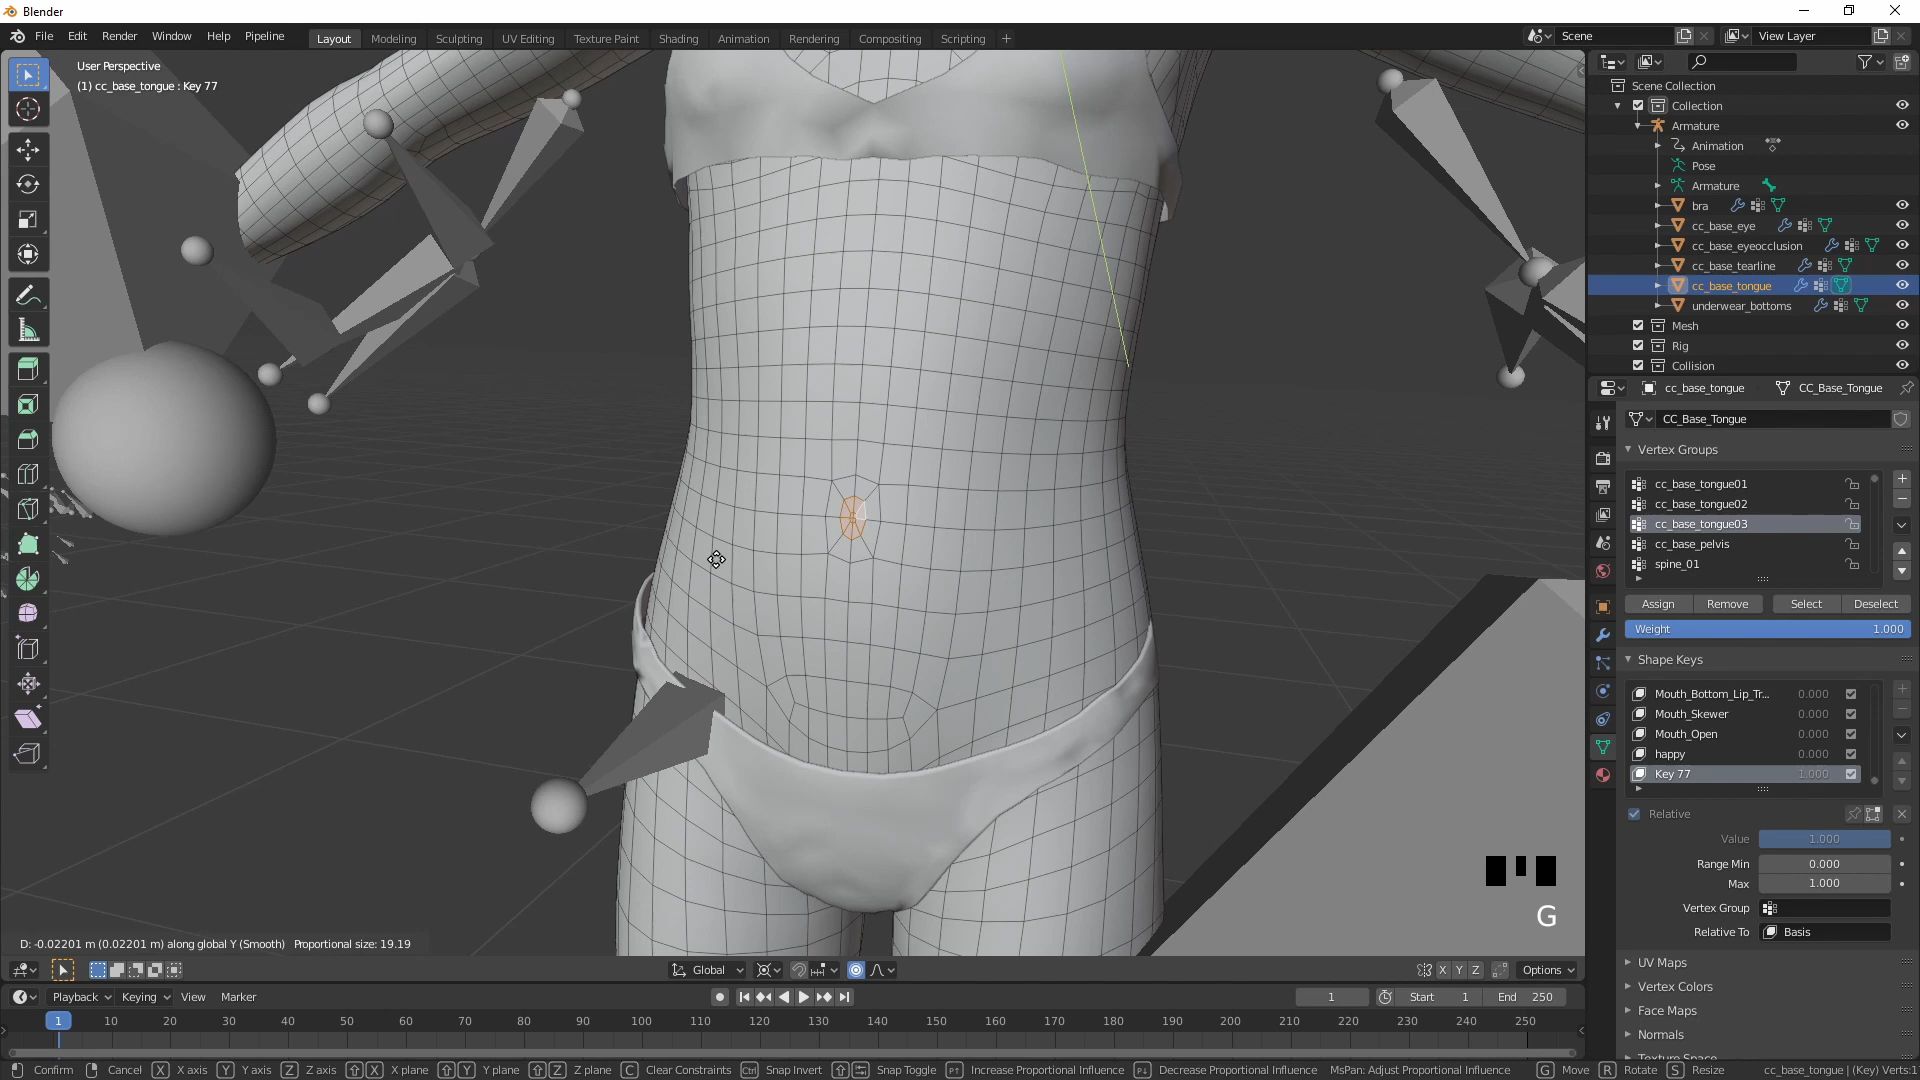 Blender
File Edit Render Window Help Pipeline Layout Modeling Sculpting UV Editing Texture Paint Shading Animation Rendering Compositing Scripting + Scene View Layer
User Perspective
(1) cc_base_tongue : Key 77
Scene Collection
Collection
Armature
Animation
Pose
Armature
bra
cc_base_eye
cc_base_eyeocclusion
cc_base_tearline
cc_base_tongue
underwear_bottoms
Mesh
Rig
Collision
cc_base_tongue CC_Base_Tongue
CC_Base_Tongue
Vertex Groups
cc_base_tongue01
cc_base_tongue02
cc_base_tongue03
cc_base_pelvis
spine_01
Assign Remove Select Deselect
Weight 1.000
Shape Keys
Mouth_Bottom_Lip_Tr... 0.000
Mouth_Skewer 0.000
Mouth_Open 0.000
happy 0.000
Key 77 1.000
Relative
Value 1.000
Range Min 0.000
Max 1.000
Vertex Group
Relative To Basis
UV Maps
Vertex Colors
Face Maps
Normals
Texture Space
G
D: -0.02201 m (0.02201 m) along global Y (Smooth) Proportional size: 19.19
Global X Y Z Options
Playback Keying View Marker 1 Start 1 End 250
1 10 20 30 40 50 60 70 80 90 100 110 120 130 140 150 160 170 180 190 200 210 220 230 240 250
Confirm Cancel X X axis Y Y axis Z Z axis X X plane Y Y plane Z Z plane C Clear Constraints Ctrl Snap Invert Snap Toggle Increase Proportional Influence Decrease Proportional Influence MsPan: Adjust Proportional Influence G Move R Rotate S Resize cc_base_tongue | (Key) Verts:1